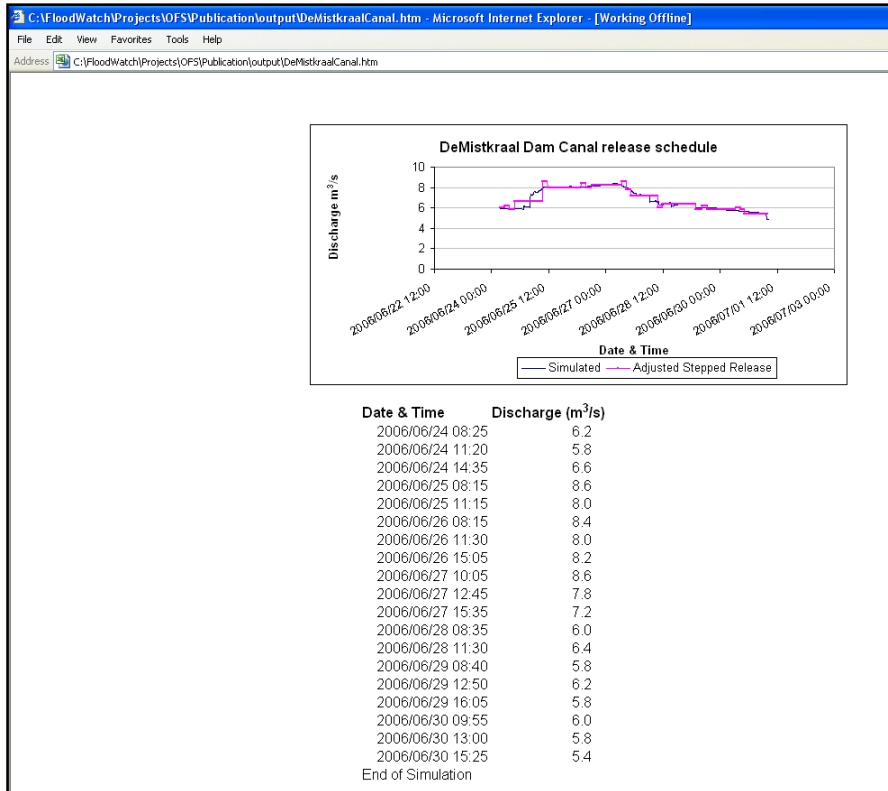 C:\FloodWatch\Projects\OFS\Publication\output\DeMistkraalCanal.htm - Microsoft Internet Explorer - [Working Offline]
File Edit View Favorites Tools Help
Address C:\FloodWatch\Projects\OFS\Publication\output\DeMistkraalCanal.htm
DeMistkraal Dam Canal release schedule
Discharge m³/s
10
8
6
4
2
0
2006/06/22 12:00
2006/06/24 00:00
2006/06/25 12:00
2006/06/27 00:00
2006/06/28 12:00
2006/06/30 00:00
2006/07/01 12:00
2006/07/03 00:00
Date & Time
Simulated Adjusted Stepped Release
Date & Time Discharge (m³/s)
2006/06/24 08:25 6.2
2006/06/24 11:20 5.8
2006/06/24 14:35 6.6
2006/06/25 08:15 8.6
2006/06/25 11:15 8.0
2006/06/26 08:15 8.4
2006/06/26 11:30 8.0
2006/06/26 15:05 8.2
2006/06/27 10:05 8.6
2006/06/27 12:45 7.8
2006/06/27 15:35 7.2
2006/06/28 08:35 6.0
2006/06/28 11:30 6.4
2006/06/29 08:40 5.8
2006/06/29 12:50 6.2
2006/06/29 16:05 5.8
2006/06/30 09:55 6.0
2006/06/30 13:00 5.8
2006/06/30 15:25 5.4
End of Simulation